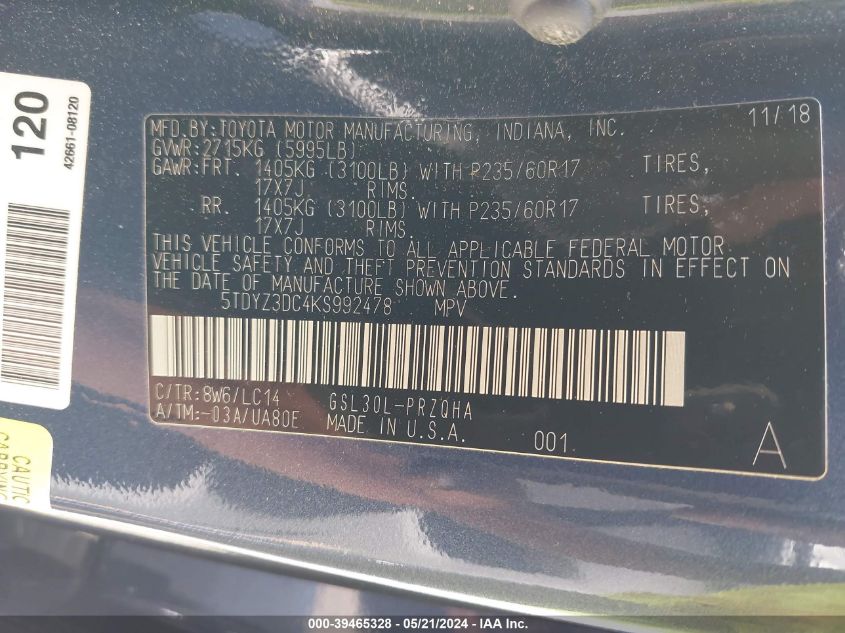 120
42661-08120
MFD.BY:TOYOTA MOTOR MANUFACTURING, INDIANA, INC. 11/18
GVWR:2715KG (5995LB)
GAWR:FRT. 1405KG (3100LB) WITH P235/60R17 TIRES,
17X7J RIMS.
RR. 1405KG (3100LB) WITH P235/60R17 TIRES,
17X7J RIMS.
THIS VEHICLE CONFORMS TO ALL APPLICABLE FEDERAL MOTOR
VEHICLE SAFETY AND THEFT PREVENTION STANDARDS IN EFFECT ON
THE DATE OF MANUFACTURE SHOWN ABOVE.
5TDYZ3DC4KS992478 MPV
C/TR:8W6/LC14 GSL30L-PRZQHA
A/TM:-03A/UA80E MADE IN U.S.A. 001 A
000-39465328 - 05/21/2024 - IAA Inc.